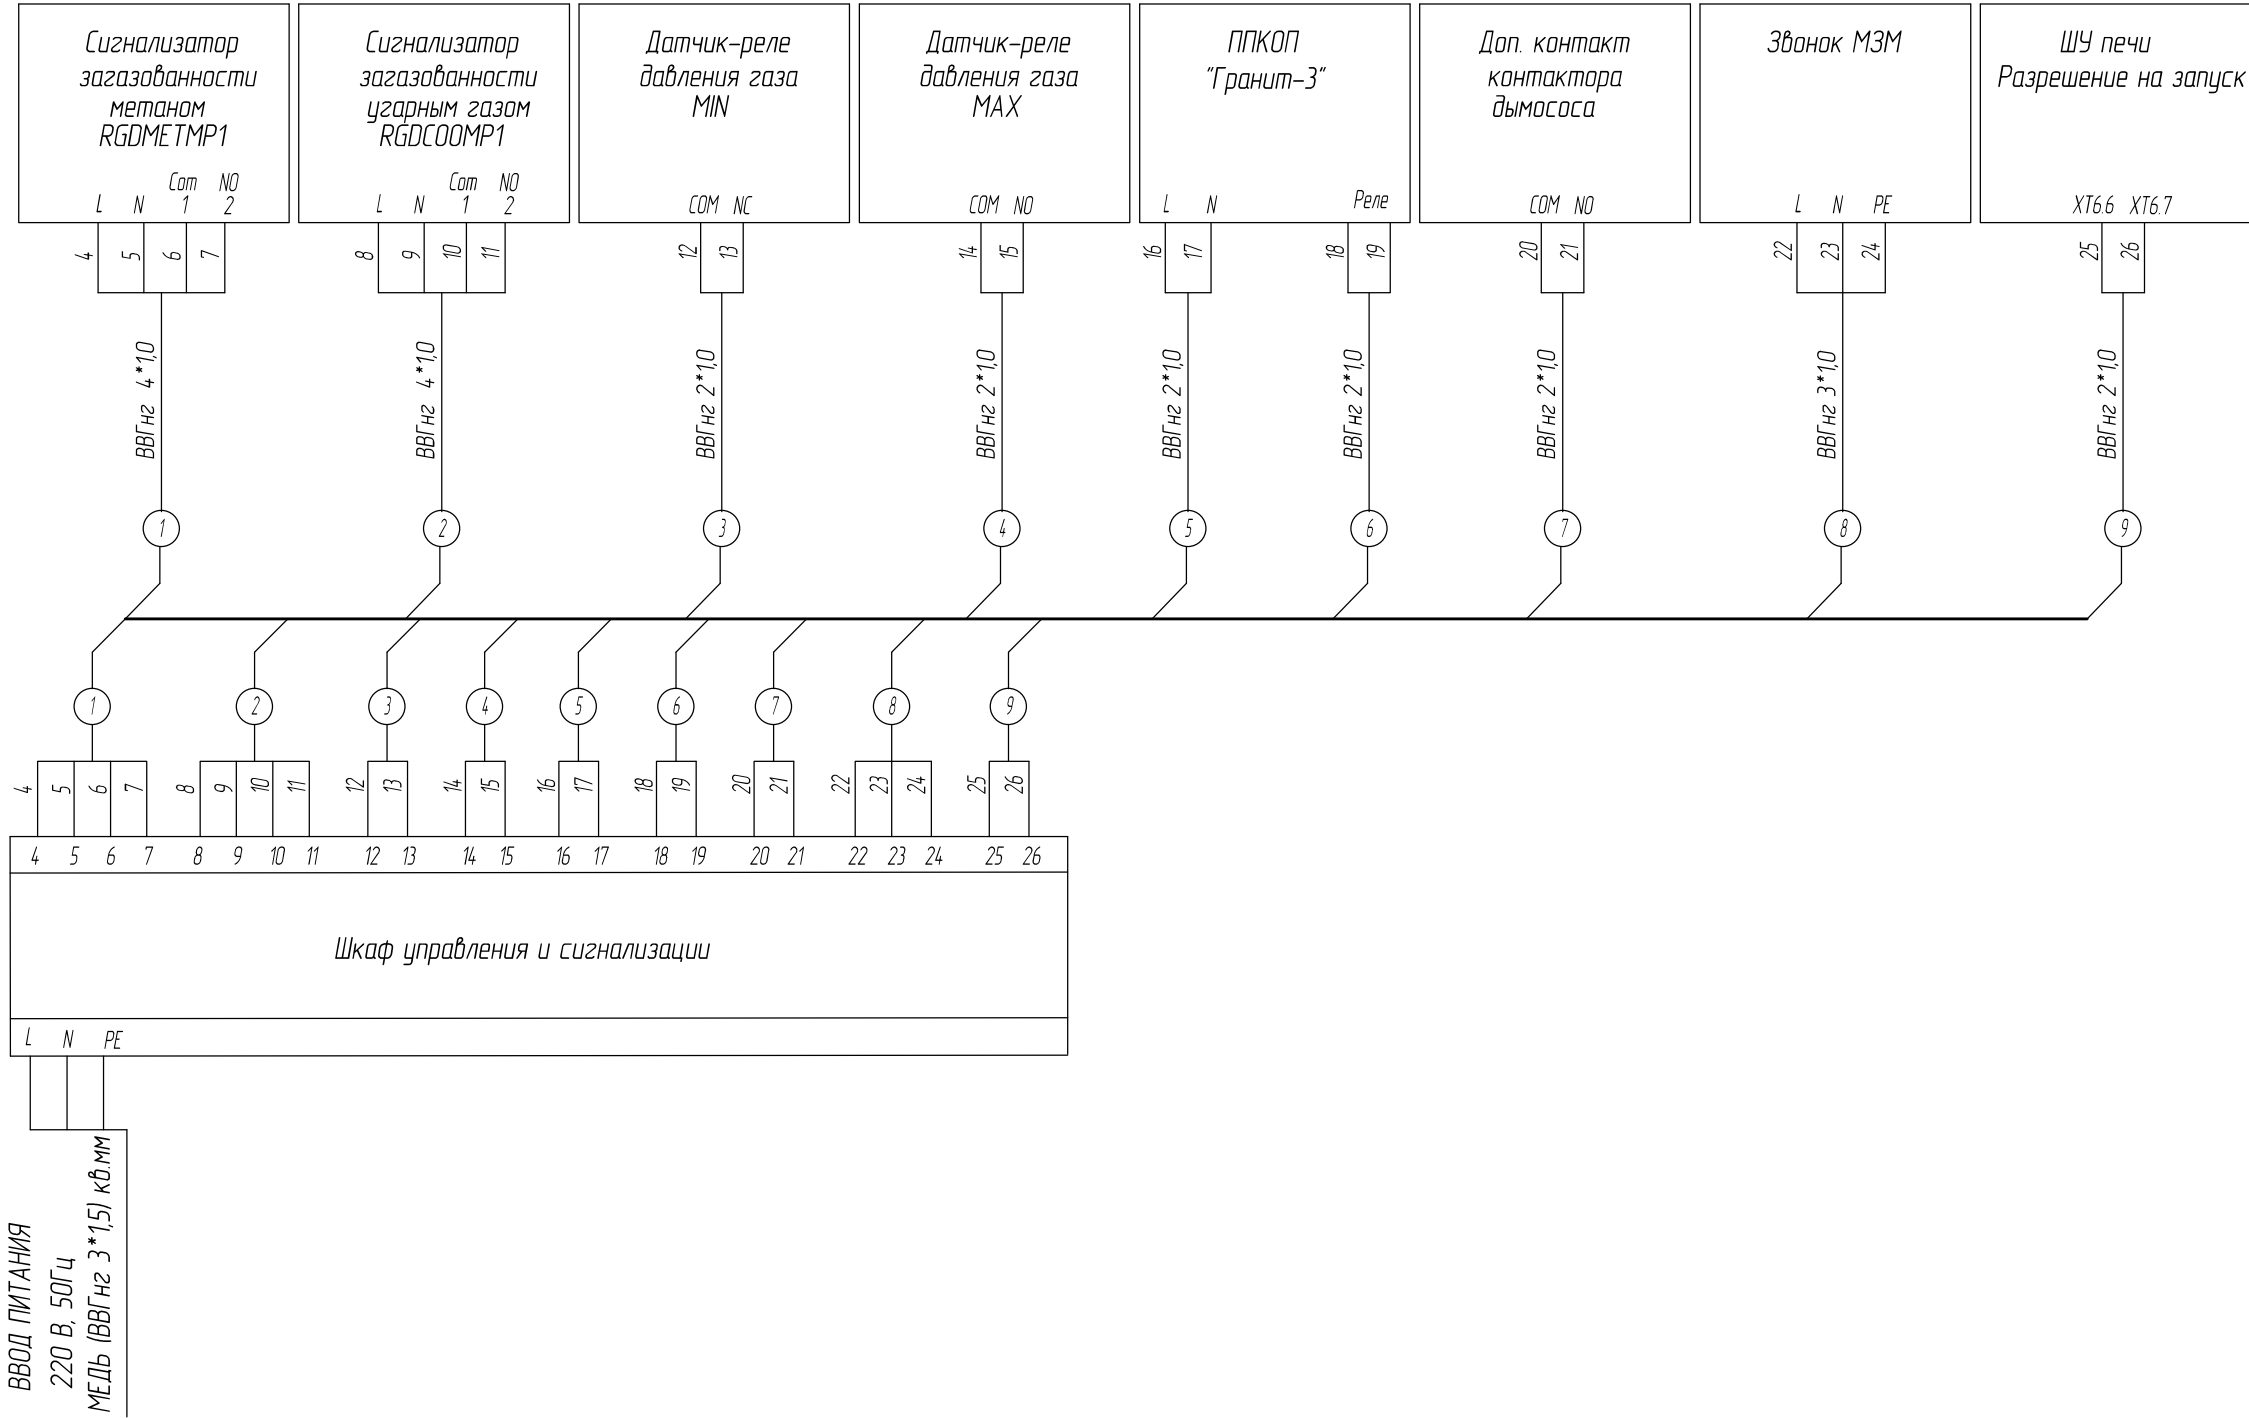 Сигнализатор
загазованности
метаном
RGDMETMP1
Com NO
L N 1 2
Сигнализатор
загазованности
угарным газом
RGDCOOMP1
Com NO
L N 1 2
Датчик-реле
давления газа
MIN
COM NC
Датчик-реле
давления газа
MAX
COM NO
ППКОП
"Гранит-3"
L N Реле
Доп. контакт
контактора
дымососа
COM NO
Звонок МЗМ
L N PE
ШУ печи
Разрешение на запуск
XT6.6 XT6.7
4 5 6 7 8 9 10 11 12 13 14 15 16 17 18 19 20 21 22 23 24 25 26
ВВГнг 4*1,0
ВВГнг 4*1,0
ВВГнг 2*1,0
ВВГнг 2*1,0
ВВГнг 2*1,0
ВВГнг 2*1,0
ВВГнг 2*1,0
ВВГнг 3*1,0
ВВГнг 2*1,0
1 2 3 4 5 6 7 8 9
1 2 3 4 5 6 7 8 9
4 5 6 7 8 9 10 11 12 13 14 15 16 17 18 19 20 21 22 23 24 25 26
4 5 6 7 8 9 10 11 12 13 14 15 16 17 18 19 20 21 22 23 24 25 26
Шкаф управления и сигнализации
L N PE
ВВОД ПИТАНИЯ
220 В, 50Гц
МЕДЬ (ВВГнг 3*1,5) кв.мм